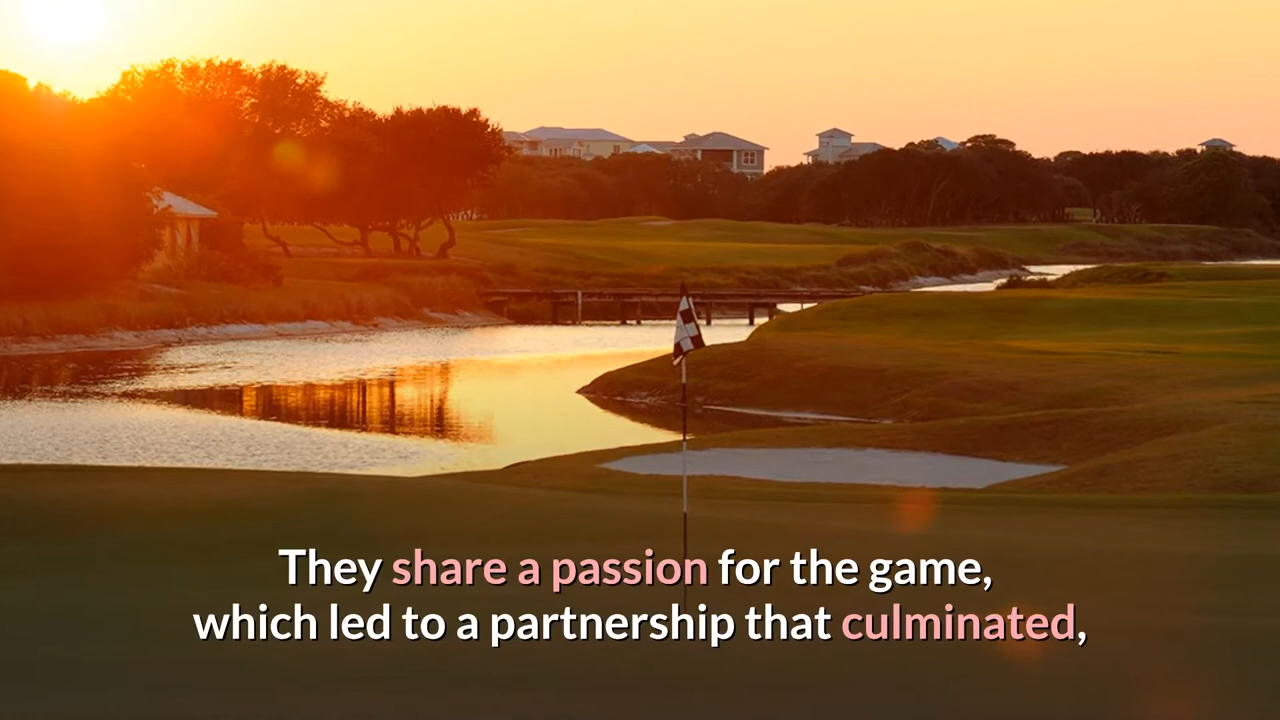 They share a passion for the game,
which led to a partnership that culminated,